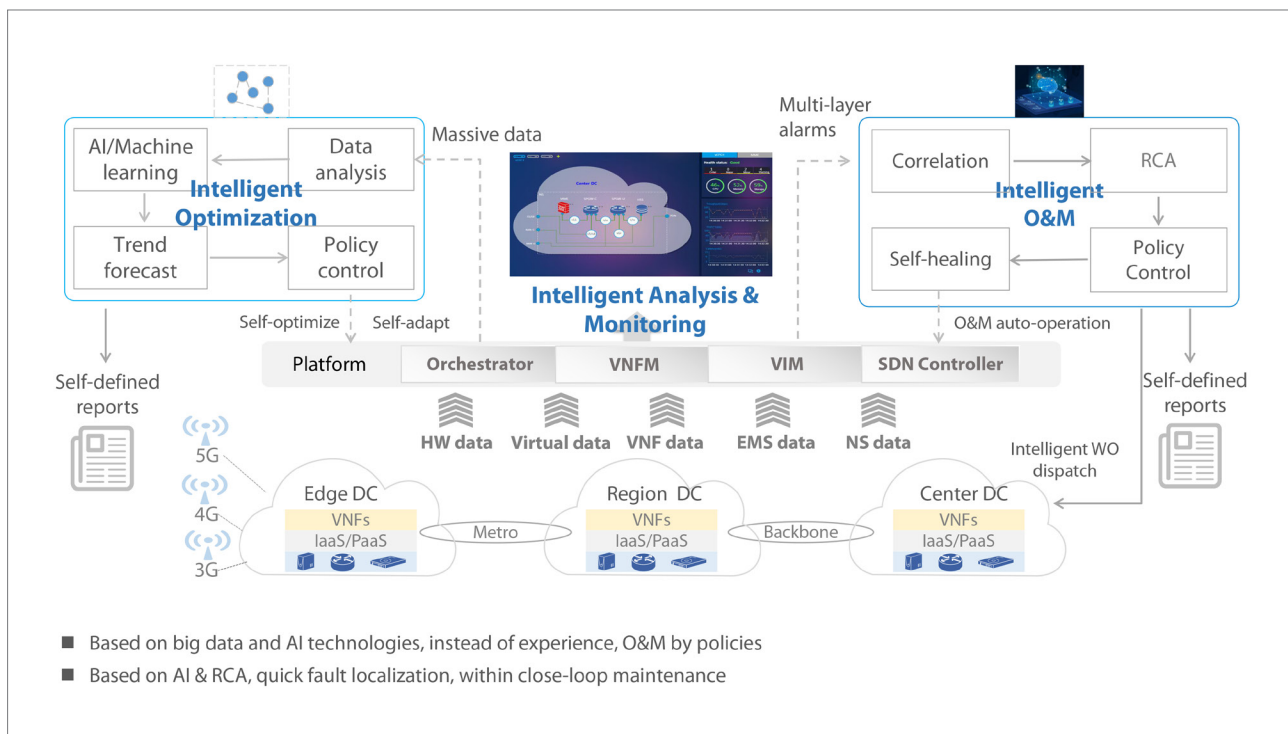 Massive data
Multi-layer
alarms
AI/Machine
learning
Data
analysis
Intelligent
Optimization
Trend
forecast
Policy
control
Center DC
Correlation
RCA
Intelligent
O&M
Self-healing
Policy
Control
Intelligent Analysis &
Monitoring
Self-optimize
Self-adapt
O&M auto-operation
Platform
Orchestrator
VNFM
VIM
SDN Controller
Self-defined
reports
Self-defined
reports
HW data
Virtual data
VNF data
EMS data
NS data
Intelligent WO
dispatch
5G
4G
3G
Edge DC
VNFs
IaaS/PaaS
Metro
Region DC
VNFs
IaaS/PaaS
Backbone
Center DC
VNFs
IaaS/PaaS
Based on big data and AI technologies, instead of experience, O&M by policies
Based on AI & RCA, quick fault localization, within close-loop maintenance